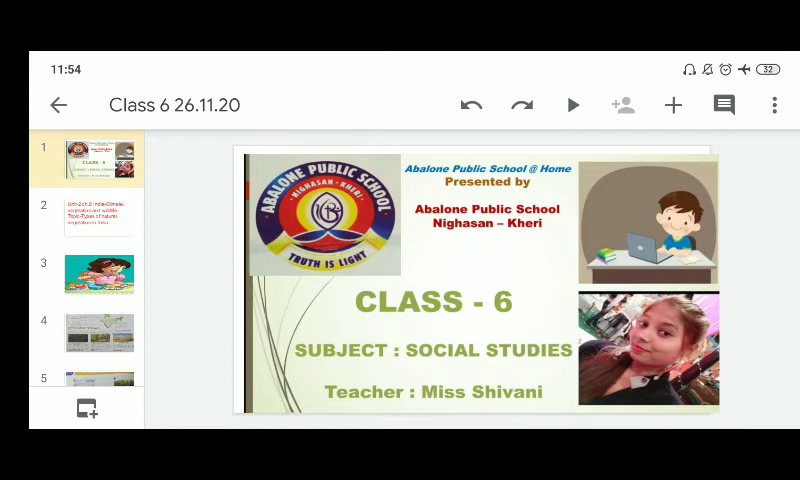 11:54
32
Class 6 26.11.20
1
CLASS - 6
2
3
4
5
ABALONE PUBLIC SCHOOL
NIGHASAN - KHERI
TRUTH IS LIGHT
Abalone Public School @ Home
Presented by
Abalone Public School
Nighasan – Kheri
CLASS - 6
SUBJECT : SOCIAL STUDIES
Teacher : Miss Shivani